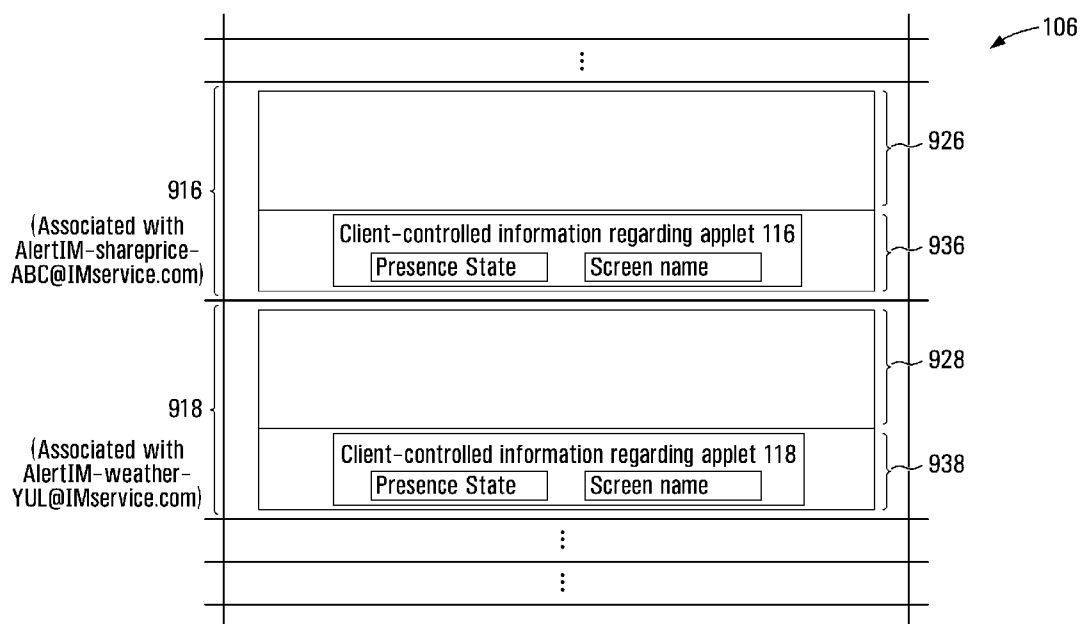 106
⋮
926
916
(Associated with
AlertIM-shareprice-
ABC@IMservice.com)
Client-controlled information regarding applet 116
Presence State Screen name
936
928
918
(Associated with
AlertIM-weather-
YUL@IMservice.com)
Client-controlled information regarding applet 118
Presence State Screen name
938
⋮
⋮